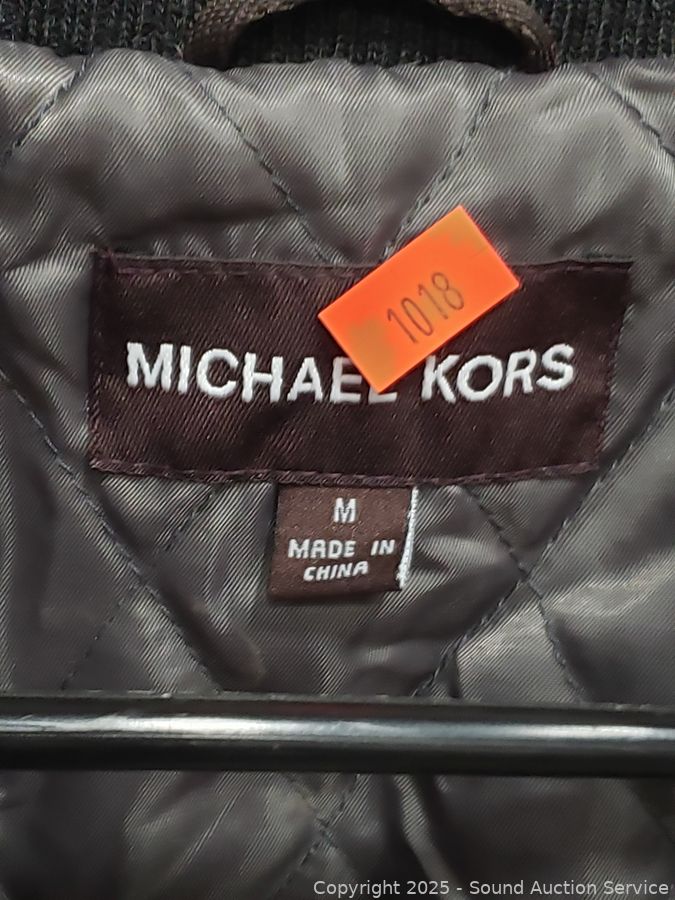 1018
MICHAEL KORS
M
MADE IN
CHINA
Copyright 2025 - Sound Auction Service